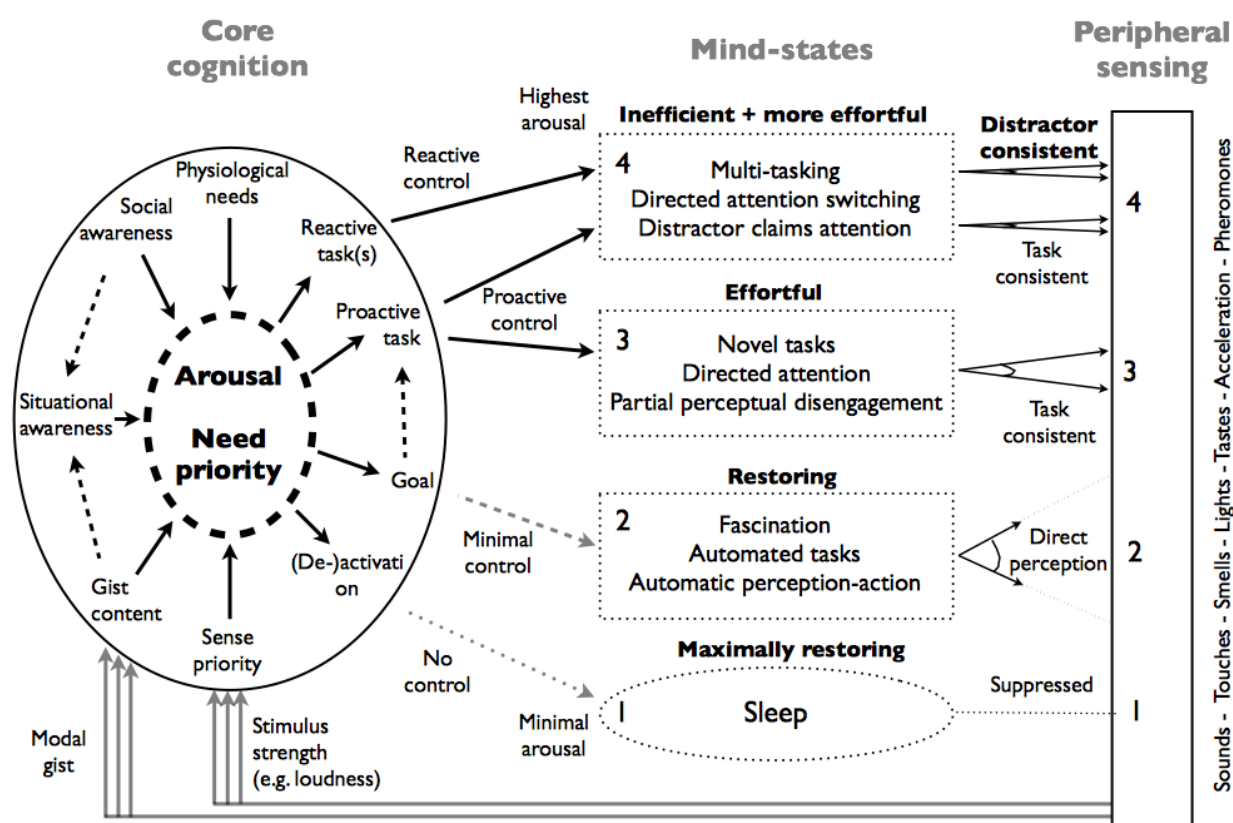 Core
cognition
Mind-states
Peripheral
sensing
Physiological
needs
Social
awareness
Reactive
task(s)
Proactive
task
Arousal
Need
priority
Situational
awareness
Goal
(De-)activati
on
Gist
content
Sense
priority
Modal
gist
Stimulus
strength
(e.g. loudness)
Highest
arousal
Reactive
control
Proactive
control
Minimal
control
No
control
Minimal
arousal
Inefficient + more effortful
4
Multi-tasking
Directed attention switching
Distractor claims attention
Effortful
3
Novel tasks
Directed attention
Partial perceptual disengagement
Restoring
2
Fascination
Automated tasks
Automatic perception-action
Maximally restoring
1
Sleep
Distractor
consistent
Task
consistent
Task
consistent
Direct
perception
Suppressed
4
3
2
1
Sounds - Touches - Smells - Lights - Tastes - Acceleration - Pheromones